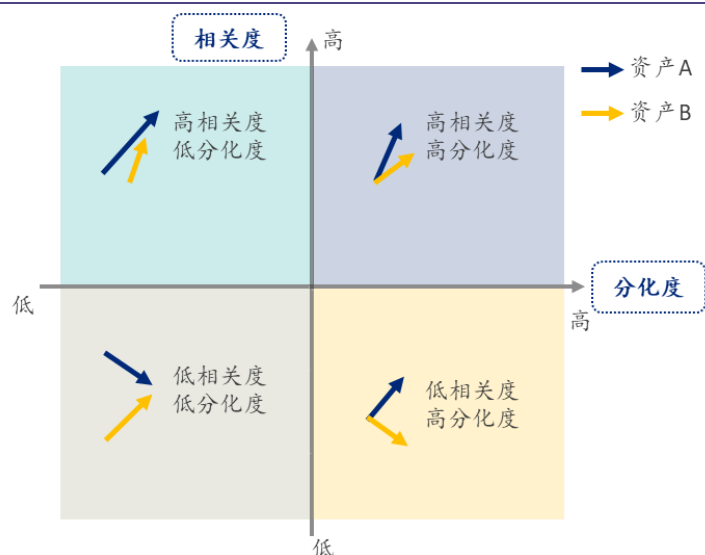 相关度
高
资产A
资产B
高相关度
低分化度
高相关度
高分化度
低
分化度
高
低相关度
低分化度
低相关度
高分化度
低